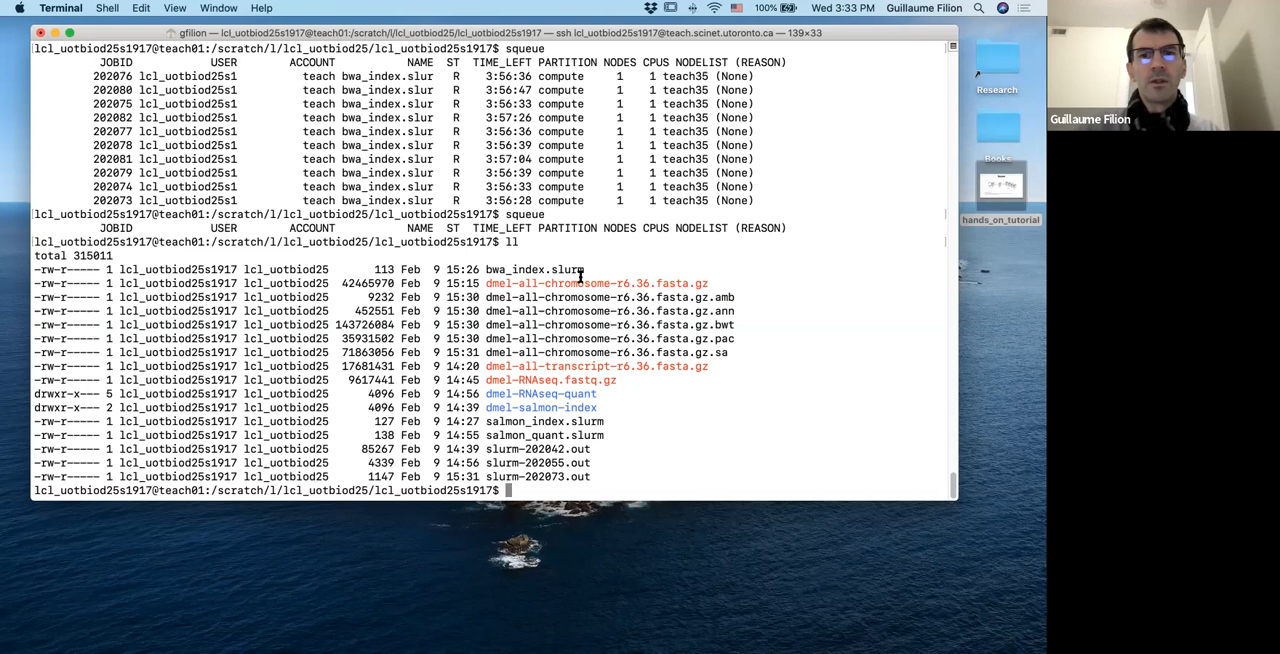 Terminal Shell Edit View Window Help 100% Wed 3:33 PM Guillaume Filion
gfilion — lcl_uotbiod25s1917@teach01:/scratch/l/lcl_uotbiod25/lcl_uotbiod25s1917 — ssh lcl_uotbiod25s1917@teach.scinet.utoronto.ca — 139×33
[lcl_uotbiod25s1917@teach01:/scratch/l/lcl_uotbiod25/lcl_uotbiod25s1917$ squeue ]
JOBID USER ACCOUNT NAME ST TIME_LEFT PARTITION NODES CPUS NODELIST (REASON)
202076 lcl_uotbiod25s1 teach bwa_index.slur R 3:56:36 compute 1 1 teach35 (None)
202080 lcl_uotbiod25s1 teach bwa_index.slur R 3:56:47 compute 1 1 teach35 (None)
202075 lcl_uotbiod25s1 teach bwa_index.slur R 3:56:33 compute 1 1 teach35 (None)
202082 lcl_uotbiod25s1 teach bwa_index.slur R 3:57:26 compute 1 1 teach35 (None)
202077 lcl_uotbiod25s1 teach bwa_index.slur R 3:56:36 compute 1 1 teach35 (None)
202078 lcl_uotbiod25s1 teach bwa_index.slur R 3:56:39 compute 1 1 teach35 (None)
202081 lcl_uotbiod25s1 teach bwa_index.slur R 3:57:04 compute 1 1 teach35 (None)
202079 lcl_uotbiod25s1 teach bwa_index.slur R 3:56:39 compute 1 1 teach35 (None)
202074 lcl_uotbiod25s1 teach bwa_index.slur R 3:56:33 compute 1 1 teach35 (None)
202073 lcl_uotbiod25s1 teach bwa_index.slur R 3:56:28 compute 1 1 teach35 (None)
[lcl_uotbiod25s1917@teach01:/scratch/l/lcl_uotbiod25/lcl_uotbiod25s1917$ squeue ]
JOBID USER ACCOUNT NAME ST TIME_LEFT PARTITION NODES CPUS NODELIST (REASON)
[lcl_uotbiod25s1917@teach01:/scratch/l/lcl_uotbiod25/lcl_uotbiod25s1917$ ll ]
total 315011
-rw-r----- 1 lcl_uotbiod25s1917 lcl_uotbiod25 113 Feb 9 15:26 bwa_index.slurm
-rw-r----- 1 lcl_uotbiod25s1917 lcl_uotbiod25 42465970 Feb 9 15:15 dmel-all-chromosome-r6.36.fasta.gz
-rw-r----- 1 lcl_uotbiod25s1917 lcl_uotbiod25 9232 Feb 9 15:30 dmel-all-chromosome-r6.36.fasta.gz.amb
-rw-r----- 1 lcl_uotbiod25s1917 lcl_uotbiod25 452551 Feb 9 15:30 dmel-all-chromosome-r6.36.fasta.gz.ann
-rw-r----- 1 lcl_uotbiod25s1917 lcl_uotbiod25 143726084 Feb 9 15:30 dmel-all-chromosome-r6.36.fasta.gz.bwt
-rw-r----- 1 lcl_uotbiod25s1917 lcl_uotbiod25 35931502 Feb 9 15:30 dmel-all-chromosome-r6.36.fasta.gz.pac
-rw-r----- 1 lcl_uotbiod25s1917 lcl_uotbiod25 71863056 Feb 9 15:31 dmel-all-chromosome-r6.36.fasta.gz.sa
-rw-r----- 1 lcl_uotbiod25s1917 lcl_uotbiod25 17681431 Feb 9 14:20 dmel-all-transcript-r6.36.fasta.gz
-rw-r----- 1 lcl_uotbiod25s1917 lcl_uotbiod25 9617441 Feb 9 14:45 dmel-RNAseq.fastq.gz
drwxr-x--- 5 lcl_uotbiod25s1917 lcl_uotbiod25 4096 Feb 9 14:56 dmel-RNAseq-quant
drwxr-x--- 2 lcl_uotbiod25s1917 lcl_uotbiod25 4096 Feb 9 14:39 dmel-salmon-index
-rw-r----- 1 lcl_uotbiod25s1917 lcl_uotbiod25 127 Feb 9 14:27 salmon_index.slurm
-rw-r----- 1 lcl_uotbiod25s1917 lcl_uotbiod25 138 Feb 9 14:55 salmon_quant.slurm
-rw-r----- 1 lcl_uotbiod25s1917 lcl_uotbiod25 85267 Feb 9 14:39 slurm-202042.out
-rw-r----- 1 lcl_uotbiod25s1917 lcl_uotbiod25 4339 Feb 9 14:56 slurm-202055.out
-rw-r----- 1 lcl_uotbiod25s1917 lcl_uotbiod25 1147 Feb 9 15:31 slurm-202073.out
lcl_uotbiod25s1917@teach01:/scratch/l/lcl_uotbiod25/lcl_uotbiod25s1917$
Research
Books
hands_on_tutorial
Guillaume Filion